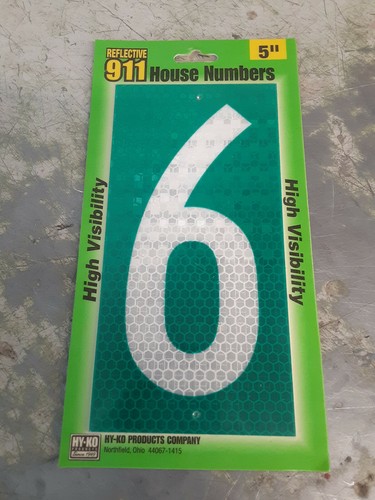 REFLECTIVE
911 House Numbers
5"
High Visibility
High Visibility
6
HY-KO
PRODUCTS
HY-KO PRODUCTS COMPANY
Northfield, Ohio 44067-1415